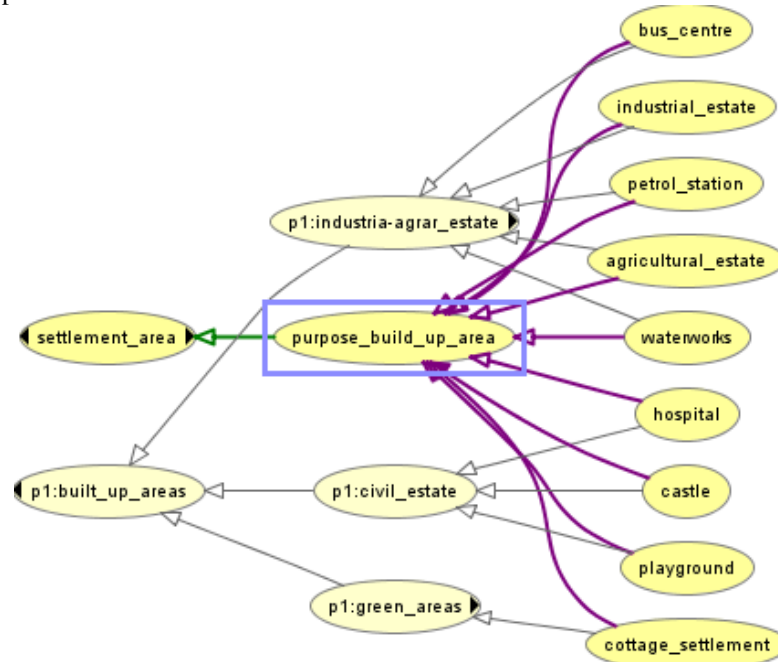 bus_centre
industrial_estate
petrol_station
p1:industria-agrar_estate
agricultural_estate
settlement_area
purpose_build_up_area
waterworks
hospital
p1:built_up_areas
p1:civil_estate
castle
playground
p1:green_areas
cottage_settlement